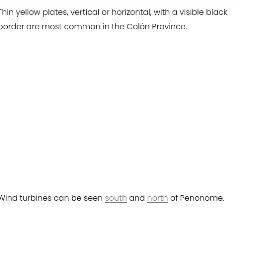 Thin yellow plates, vertical or horizontal, with a visible black
border are most common in the Colón Province.
Wind turbines can be seen south and north of Penonome.